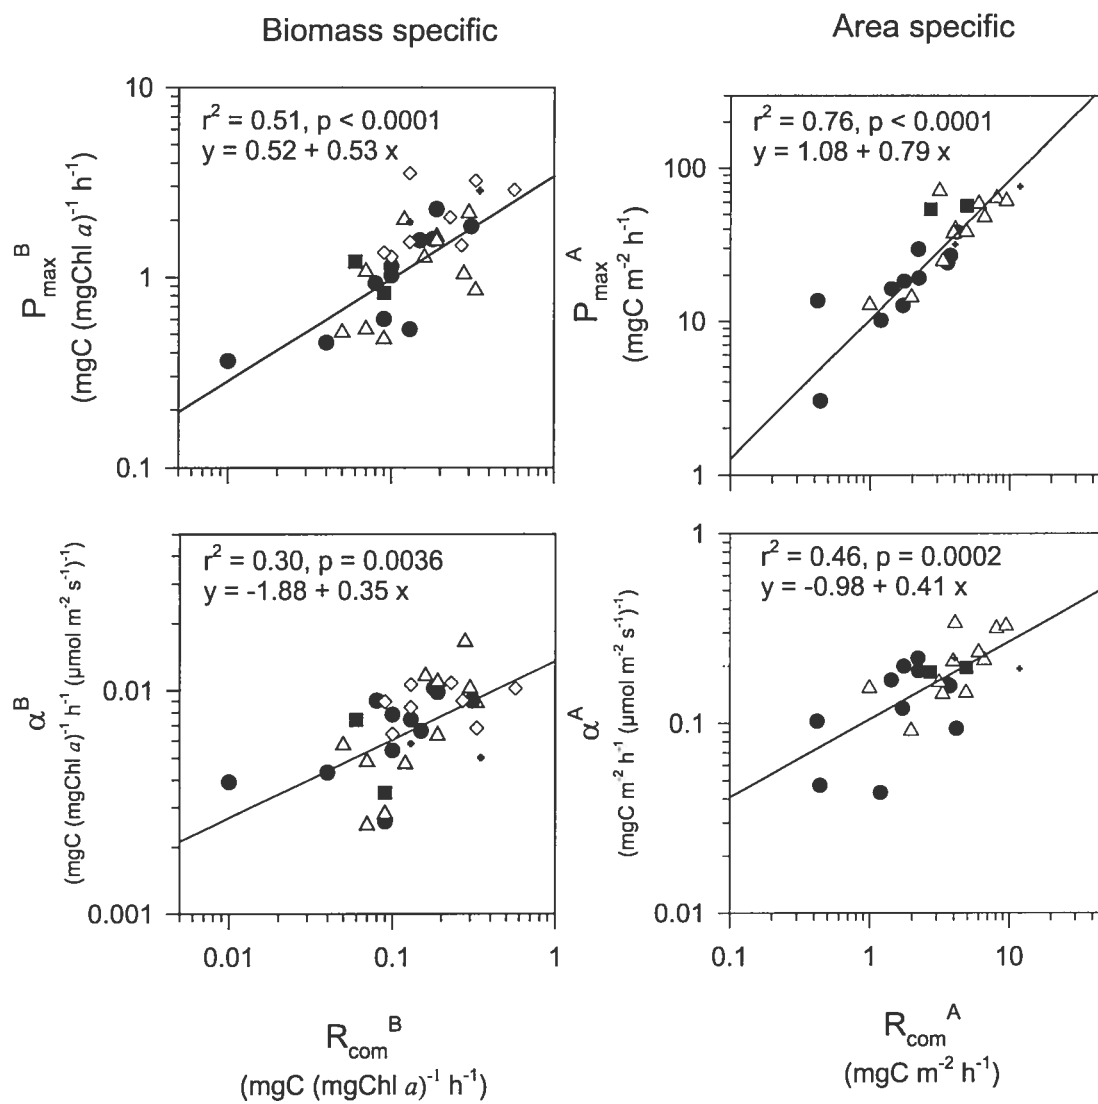 Biomass specific
Area specific
r² = 0.51, p < 0.0001
y = 0.52 + 0.53 x
10
1
0.1
P_max^B
(mgC (mgChl a)⁻¹ h⁻¹)
r² = 0.76, p < 0.0001
y = 1.08 + 0.79 x
100
10
1
P_max^A
(mgC m⁻² h⁻¹)
r² = 0.30, p = 0.0036
y = -1.88 + 0.35 x
0.01
0.001
α^B
(mgC (mgChl a)⁻¹ h⁻¹ (µmol m⁻² s⁻¹)⁻¹)
0.01
0.1
1
R_com^B
(mgC (mgChl a)⁻¹ h⁻¹)
r² = 0.46, p = 0.0002
y = -0.98 + 0.41 x
1
0.1
0.01
α^A
(mgC m⁻² h⁻¹ (µmol m⁻² s⁻¹)⁻¹)
0.1
1
10
R_com^A
(mgC m⁻² h⁻¹)